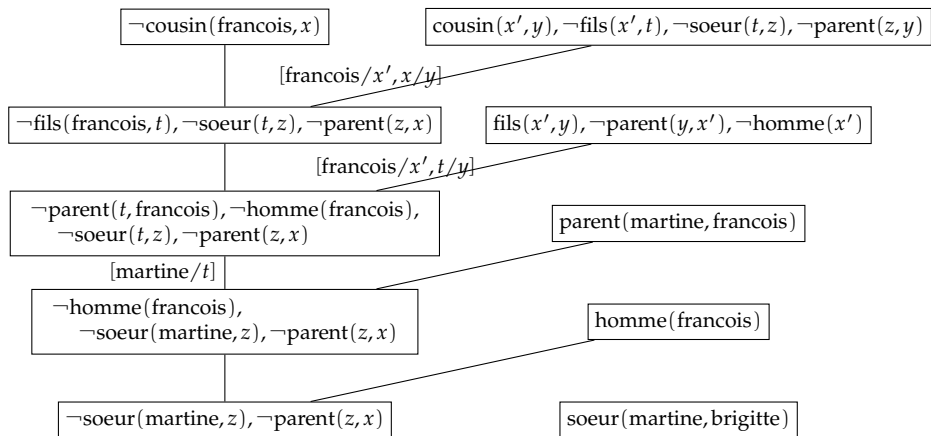 ¬cousin(francois, x)
cousin(x′, y), ¬fils(x′, t), ¬soeur(t, z), ¬parent(z, y)
[francois/x′, x/y]
¬fils(francois, t), ¬soeur(t, z), ¬parent(z, x)
fils(x′, y), ¬parent(y, x′), ¬homme(x′)
[francois/x′, t/y]
¬parent(t, francois), ¬homme(francois),
¬soeur(t, z), ¬parent(z, x)
parent(martine, francois)
[martine/t]
¬homme(francois),
¬soeur(martine, z), ¬parent(z, x)
homme(francois)
¬soeur(martine, z), ¬parent(z, x)
soeur(martine, brigitte)